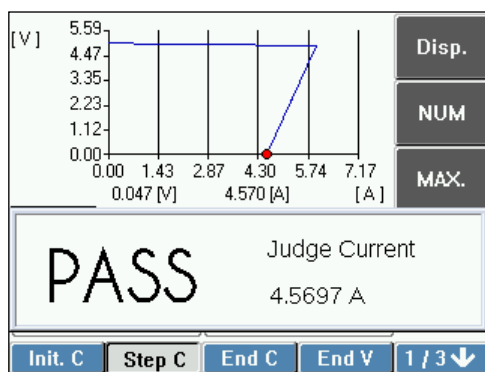 [V]
5.59
4.47
3.35
2.23
1.12
0.00
0.00 1.43 2.87 4.30 5.74 7.17
0.047 [V] 4.570 [A] [A]
Disp.
NUM
MAX.
PASS
Judge Current
4.5697 A
Init. C Step C End C End V 1 / 3